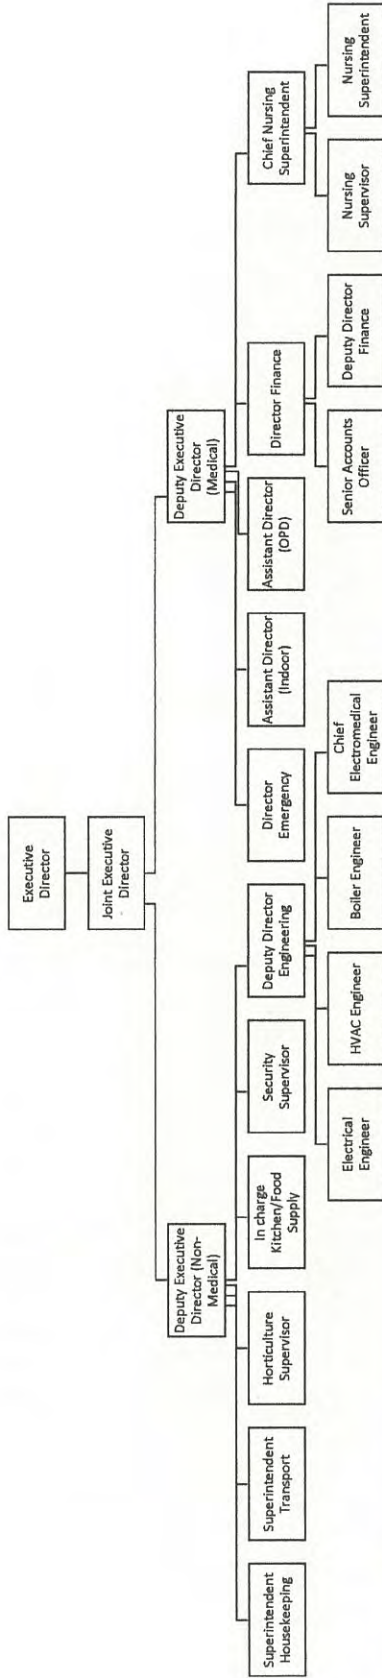 Executive
Director
Joint Executive
Director
Deputy Executive
Director (Non-
Medical)
Deputy Executive
Director
(Medical)
Superintendent
Housekeeping
Superintendent
Transport
Horticulture
Supervisor
In charge
Kitchen/Food
Supply
Security
Supervisor
Deputy Director
Engineering
Director
Emergency
Assistant Director
(Indoor)
Assistant Director
(OPD)
Director Finance
Chief Nursing
Superintendent
Electrical
Engineer
HVAC Engineer
Boiler Engineer
Chief
Electromedical
Engineer
Senior Accounts
Officer
Deputy Director
Finance
Nursing
Supervisor
Nursing
Superintendent